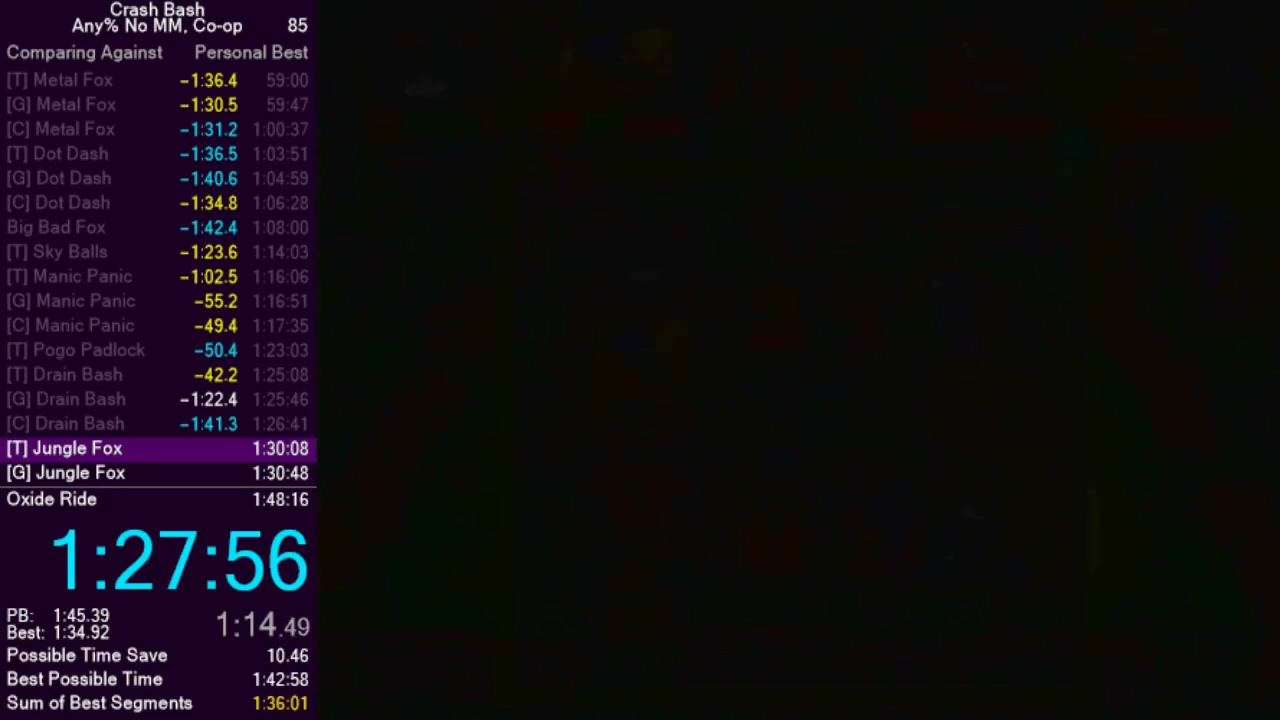 Crash Bash
Any% No MM, Co-op 85
Comparing Against Personal Best
[T] Metal Fox −1:36.4 59:00
[G] Metal Fox −1:30.5 59:47
[C] Metal Fox −1:31.2 1:00:37
[T] Dot Dash −1:36.5 1:03:51
[G] Dot Dash −1:40.6 1:04:59
[C] Dot Dash −1:34.8 1:06:28
Big Bad Fox −1:42.4 1:08:00
[T] Sky Balls −1:23.6 1:14:03
[T] Manic Panic −1:02.5 1:16:06
[G] Manic Panic −55.2 1:16:51
[C] Manic Panic −49.4 1:17:35
[T] Pogo Padlock −50.4 1:23:03
[T] Drain Bash −42.2 1:25:08
[G] Drain Bash −1:22.4 1:25:46
[C] Drain Bash −1:41.3 1:26:41
[T] Jungle Fox 1:30:08
[G] Jungle Fox 1:30:48
Oxide Ride 1:48:16
1:27:56
PB: 1:45.39
Best: 1:34.92
1:14.49
Possible Time Save 10.46
Best Possible Time 1:42:58
Sum of Best Segments 1:36:01